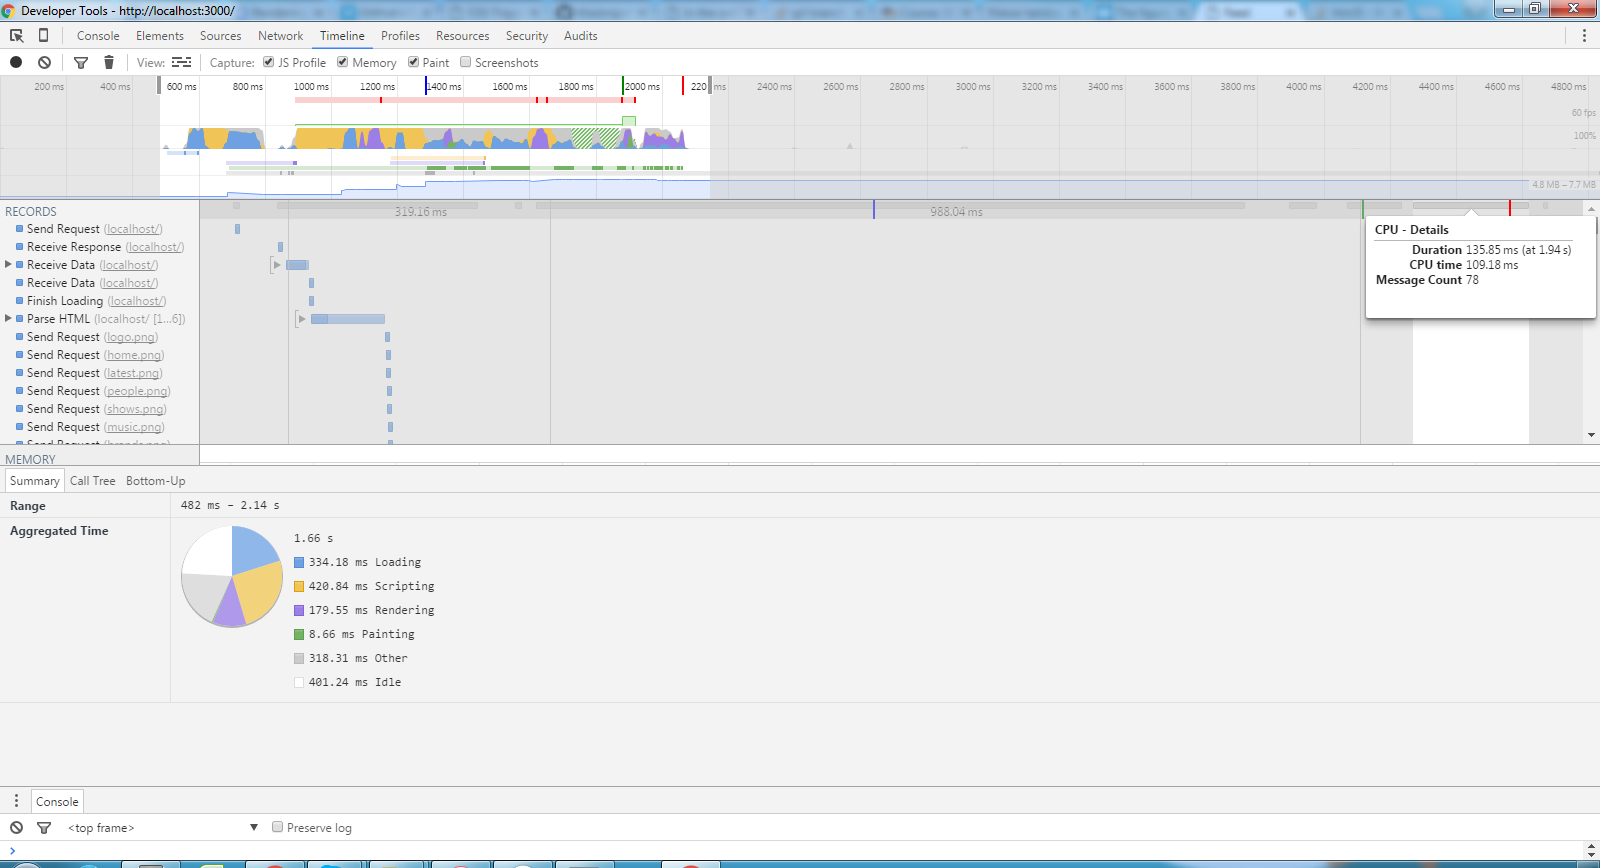 Developer Tools - http://localhost:3000/
Console Elements Sources Network Timeline Profiles Resources Security Audits
View: Capture: JS Profile Memory Paint Screenshots
200 ms 400 ms 600 ms 800 ms 1000 ms 1200 ms 1400 ms 1600 ms 1800 ms 2000 ms 220 ms 2400 ms 2600 ms 2800 ms 3000 ms 3200 ms 3400 ms 3600 ms 3800 ms 4000 ms 4200 ms 4400 ms 4600 ms 4800 ms
60 fps
100%
4.8 MB – 7.7 MB
RECORDS
319.16 ms 988.04 ms
Send Request (localhost/)
Receive Response (localhost/)
Receive Data (localhost/)
Receive Data (localhost/)
Finish Loading (localhost/)
Parse HTML (localhost/ [1…6])
Send Request (logo.png)
Send Request (home.png)
Send Request (latest.png)
Send Request (people.png)
Send Request (shows.png)
Send Request (music.png)
Send Request (brands.png)
CPU - Details
Duration 135.85 ms (at 1.94 s)
CPU time 109.18 ms
Message Count 78
MEMORY
Summary Call Tree Bottom-Up
Range 482 ms – 2.14 s
Aggregated Time
1.66 s
334.18 ms Loading
420.84 ms Scripting
179.55 ms Rendering
8.66 ms Painting
318.31 ms Other
401.24 ms Idle
Console
<top frame> Preserve log